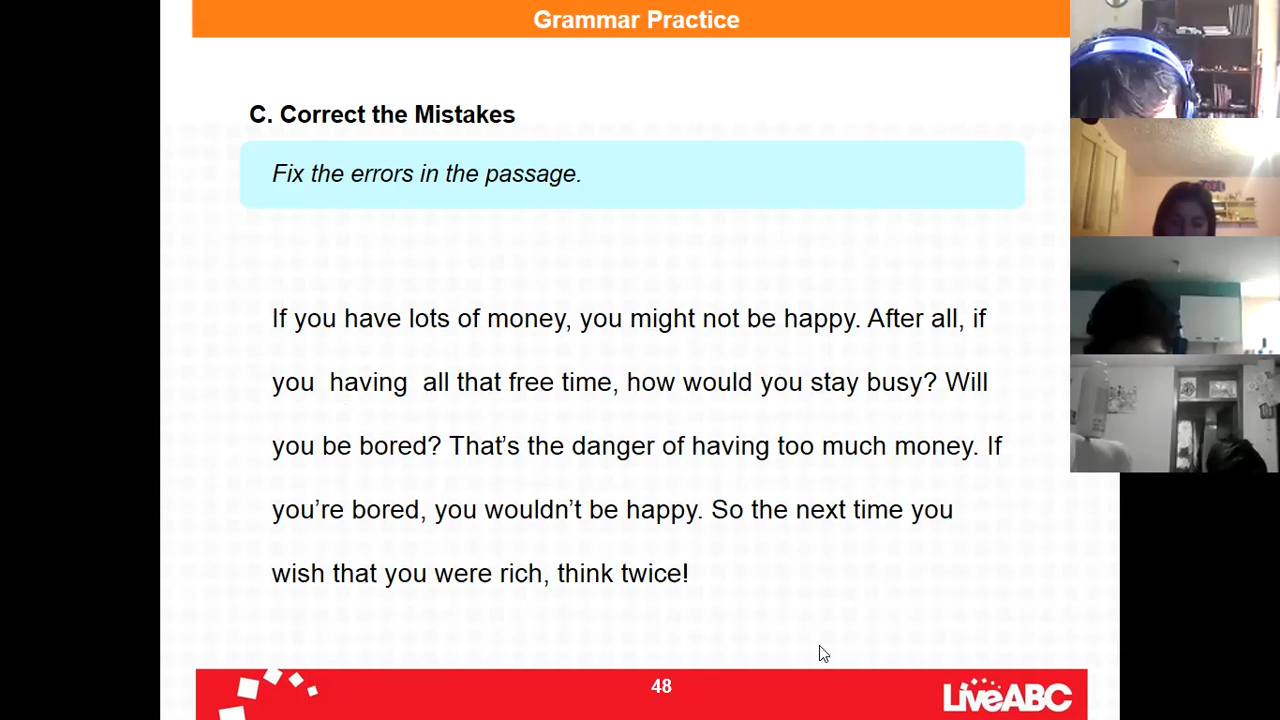 Grammar Practice
C. Correct the Mistakes
Fix the errors in the passage.
If you have lots of money, you might not be happy. After all, if
you having all that free time, how would you stay busy? Will
you be bored? That’s the danger of having too much money. If
you’re bored, you wouldn’t be happy. So the next time you
wish that you were rich, think twice!
48
LiveABC